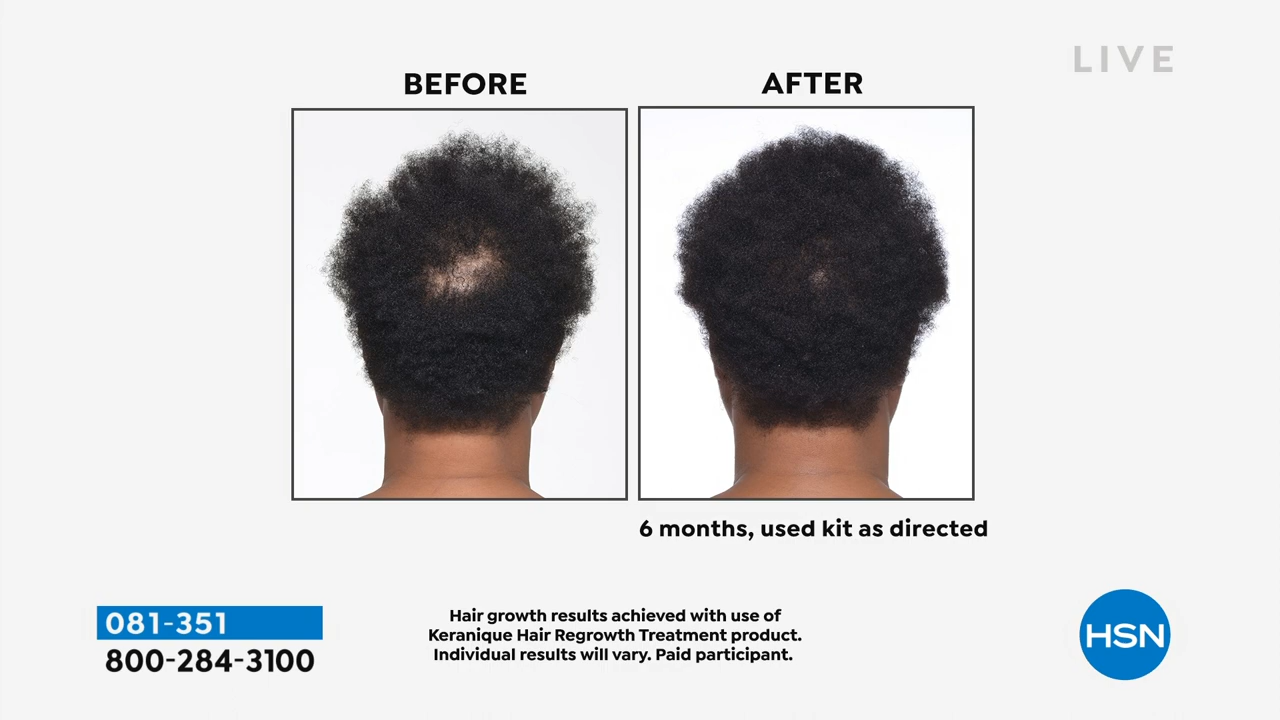 LIVE
BEFORE
AFTER
6 months, used kit as directed
081-351
800-284-3100
Hair growth results achieved with use of
Keranique Hair Regrowth Treatment product.
Individual results will vary. Paid participant.
HSN